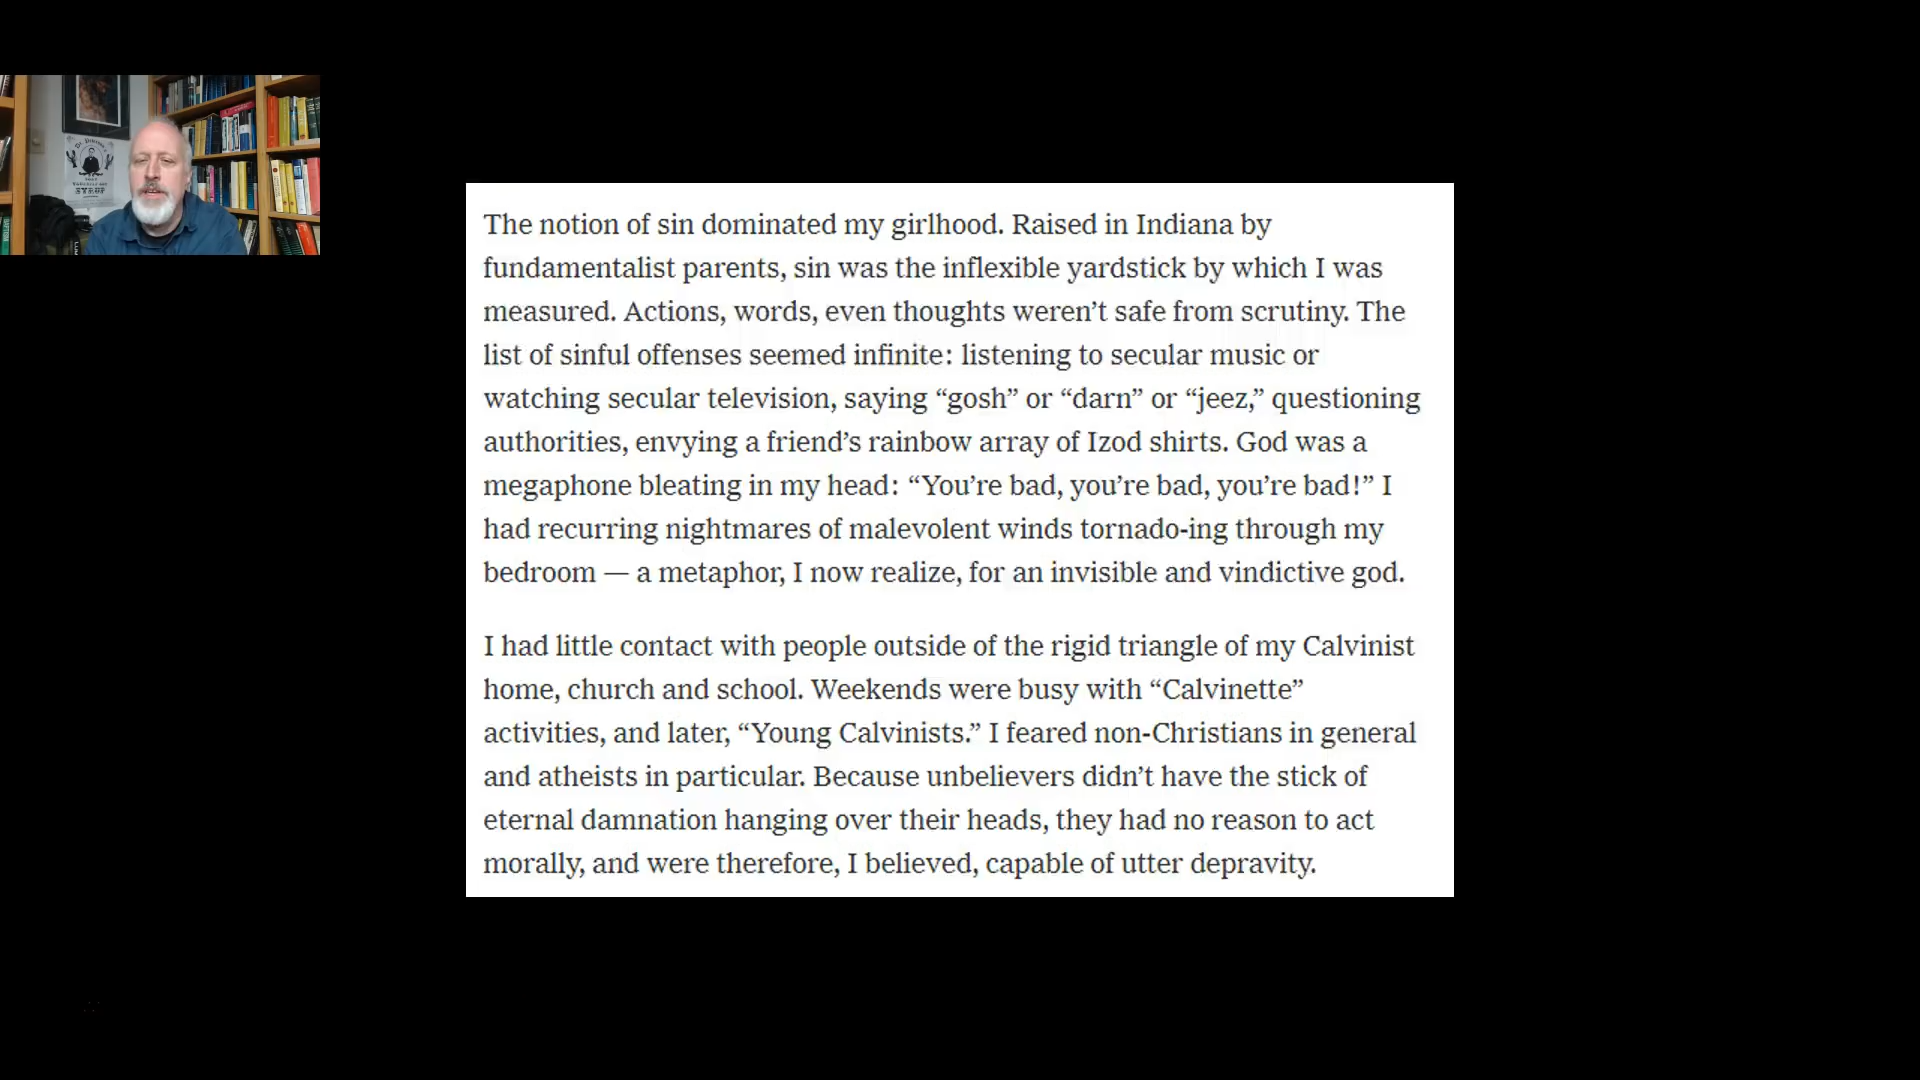 The notion of sin dominated my girlhood. Raised in Indiana by
fundamentalist parents, sin was the inflexible yardstick by which I was
measured. Actions, words, even thoughts weren’t safe from scrutiny. The
list of sinful offenses seemed infinite: listening to secular music or
watching secular television, saying “gosh” or “darn” or “jeez,” questioning
authorities, envying a friend’s rainbow array of Izod shirts. God was a
megaphone bleating in my head: “You’re bad, you’re bad, you’re bad!” I
had recurring nightmares of malevolent winds tornado-ing through my
bedroom — a metaphor, I now realize, for an invisible and vindictive god.
I had little contact with people outside of the rigid triangle of my Calvinist
home, church and school. Weekends were busy with “Calvinette”
activities, and later, “Young Calvinists.” I feared non-Christians in general
and atheists in particular. Because unbelievers didn’t have the stick of
eternal damnation hanging over their heads, they had no reason to act
morally, and were therefore, I believed, capable of utter depravity.